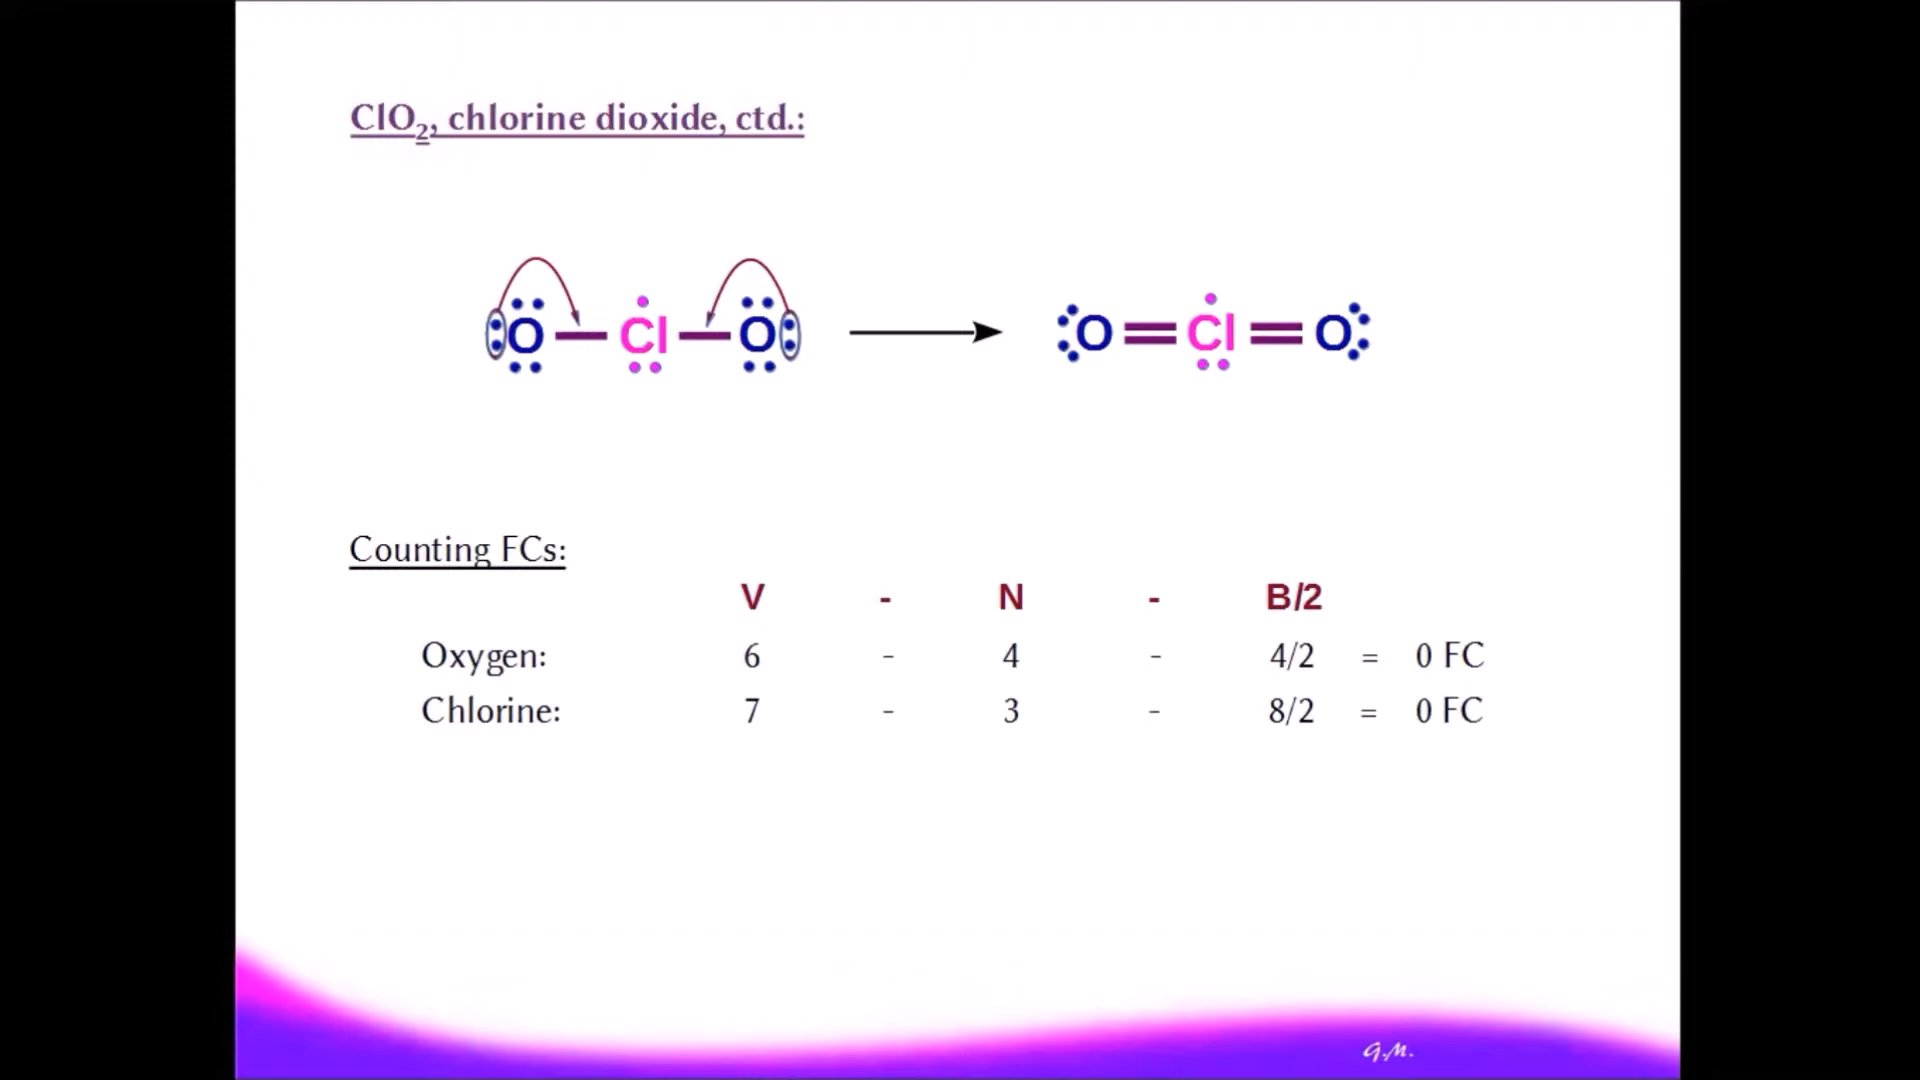 ClO₂, chlorine dioxide, ctd.:
O Cl O O Cl O
Counting FCs:
V - N - B/2
Oxygen: 6 - 4 - 4/2 = 0 FC
Chlorine: 7 - 3 - 8/2 = 0 FC
G.M.